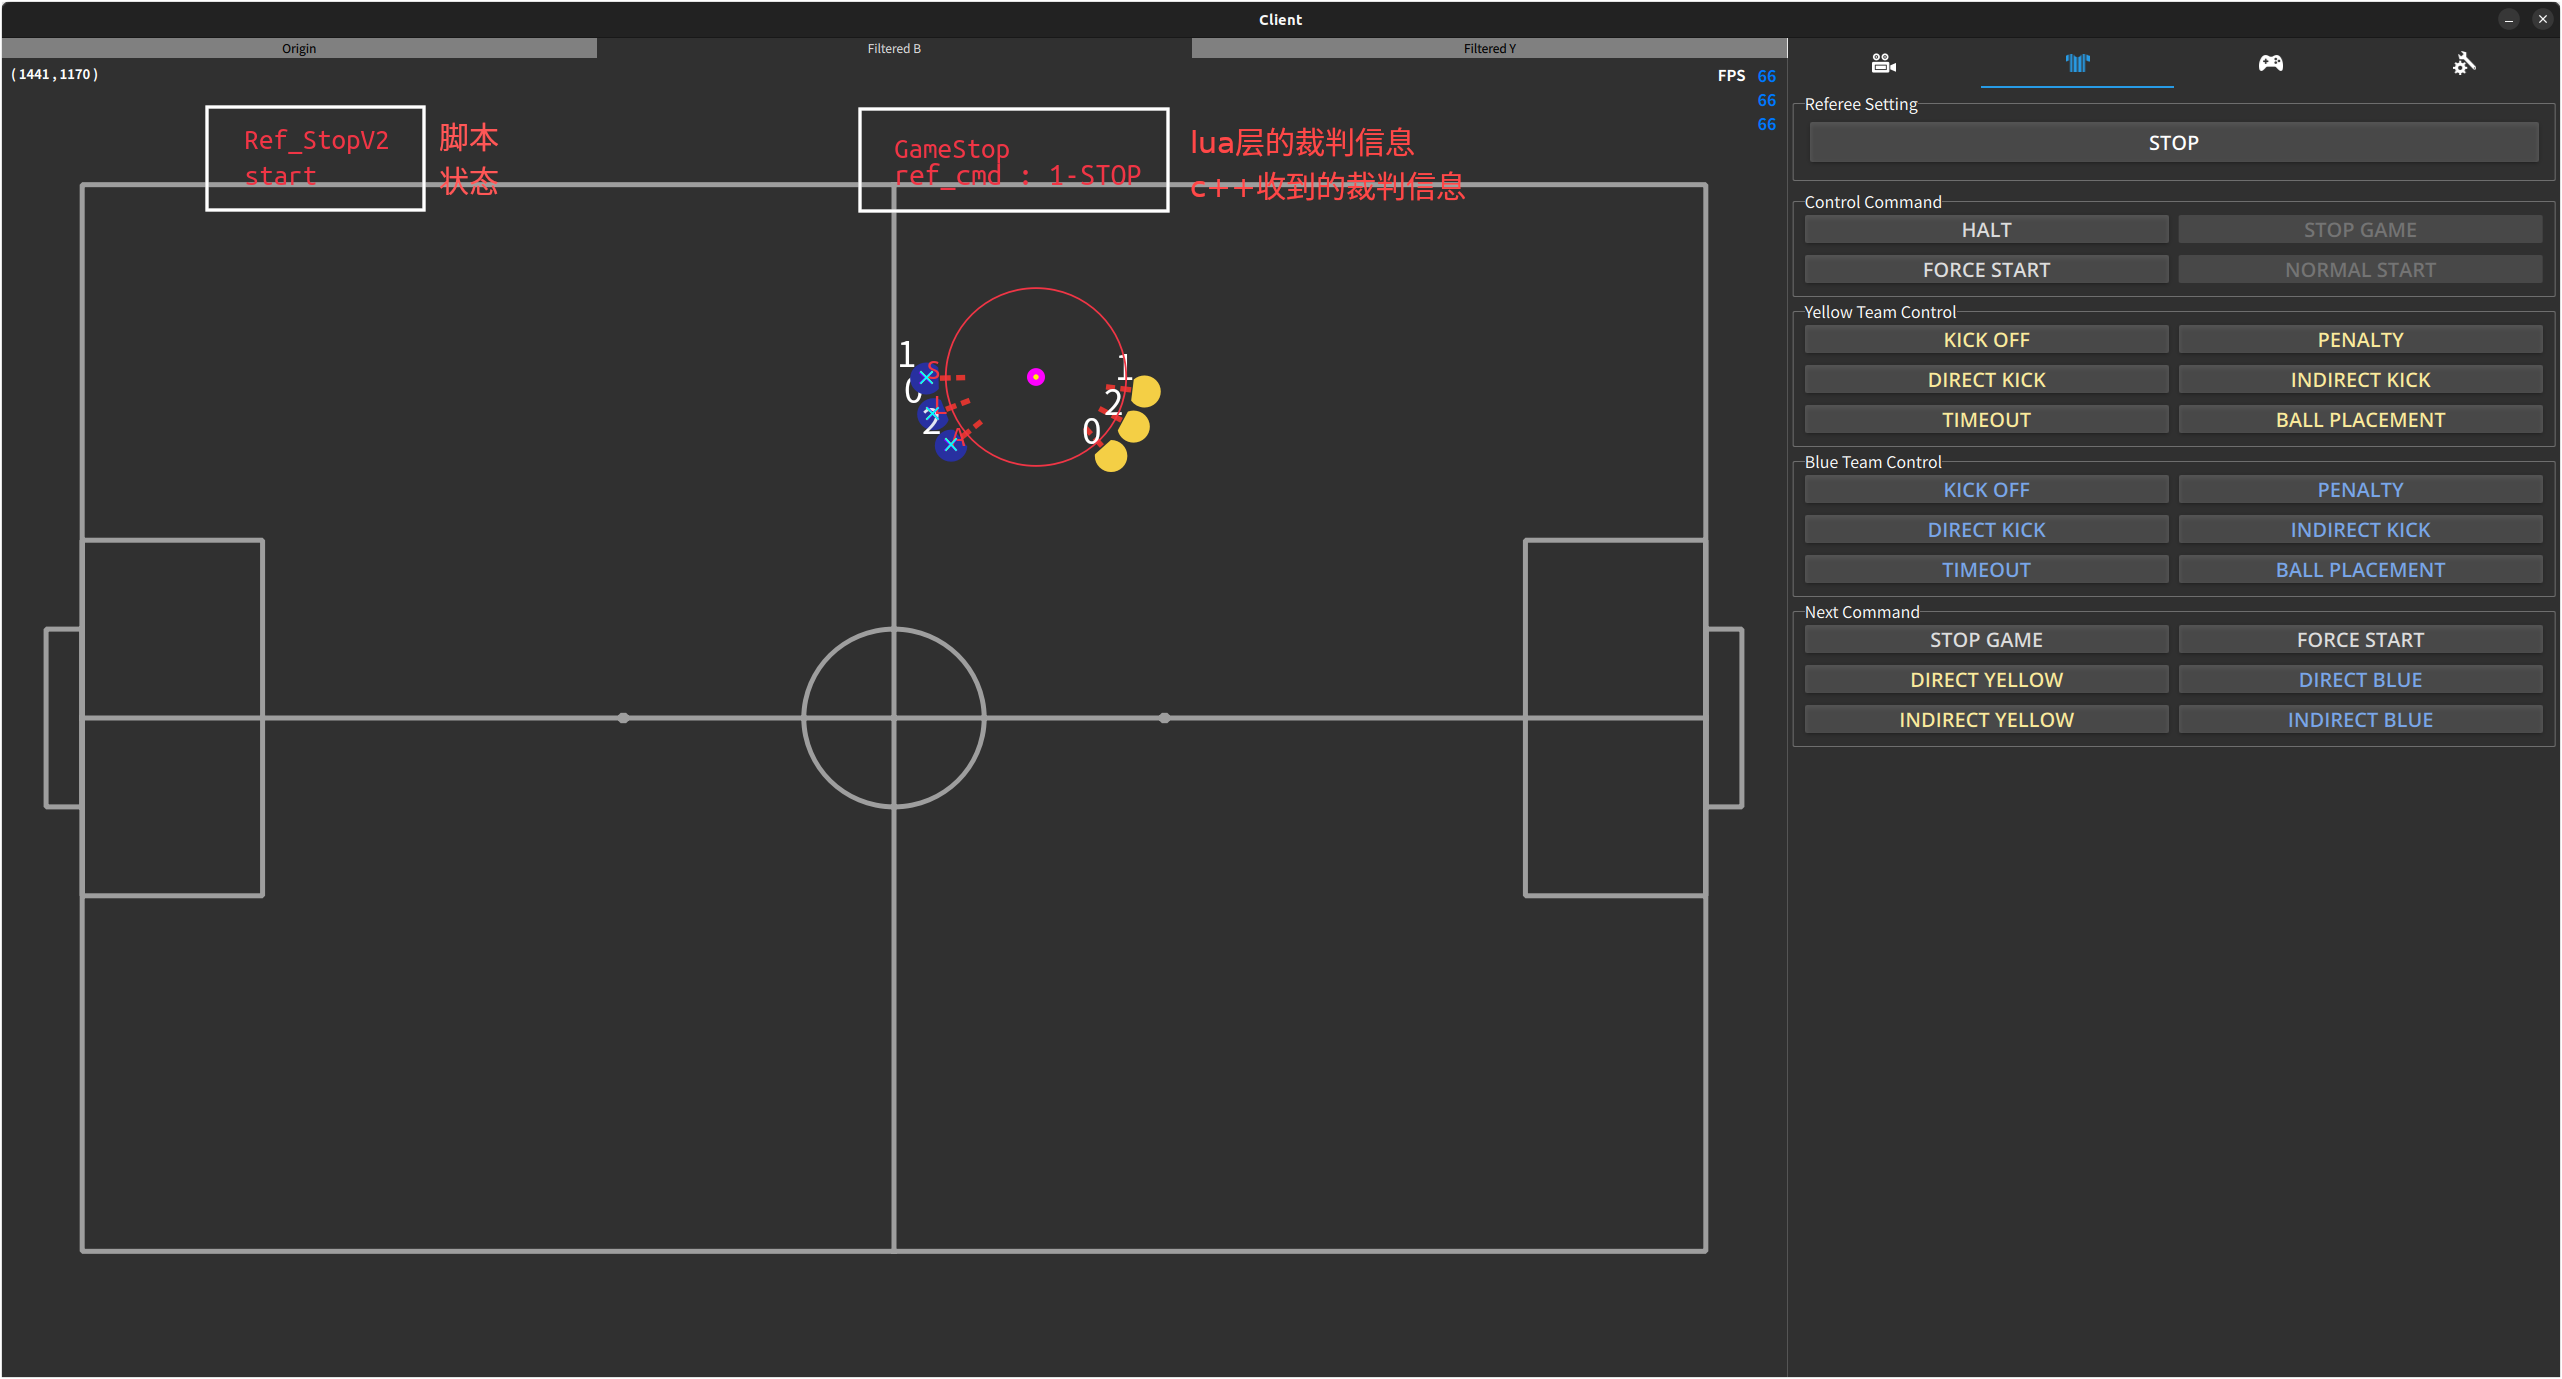 Client
Origin
Filtered B
Filtered Y
( 1441 , 1170 )
FPS 66
66
66
Ref_StopV2
start
脚本
状态
GameStop
ref_cmd : 1-STOP
lua层的裁判信息
c++收到的裁判信息
1
S
0
L
2
A
1
2
0
Referee Setting
STOP
Control Command
HALT
STOP GAME
FORCE START
NORMAL START
Yellow Team Control
KICK OFF
PENALTY
DIRECT KICK
INDIRECT KICK
TIMEOUT
BALL PLACEMENT
Blue Team Control
KICK OFF
PENALTY
DIRECT KICK
INDIRECT KICK
TIMEOUT
BALL PLACEMENT
Next Command
STOP GAME
FORCE START
DIRECT YELLOW
DIRECT BLUE
INDIRECT YELLOW
INDIRECT BLUE